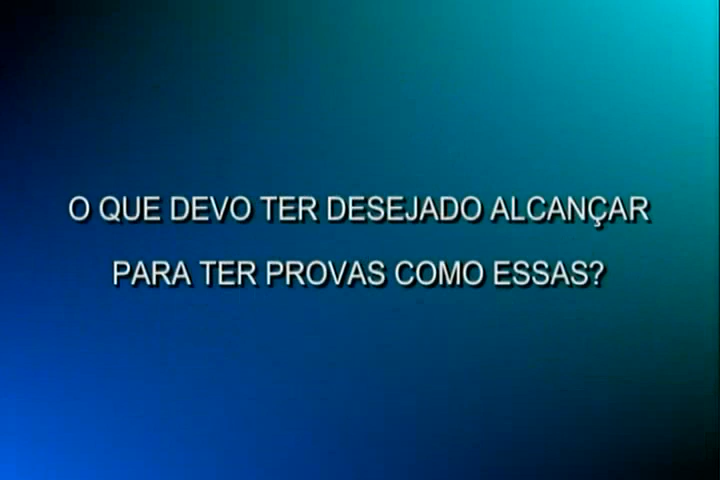 O QUE DEVO TER DESEJADO ALCANÇAR
PARA TER PROVAS COMO ESSAS?